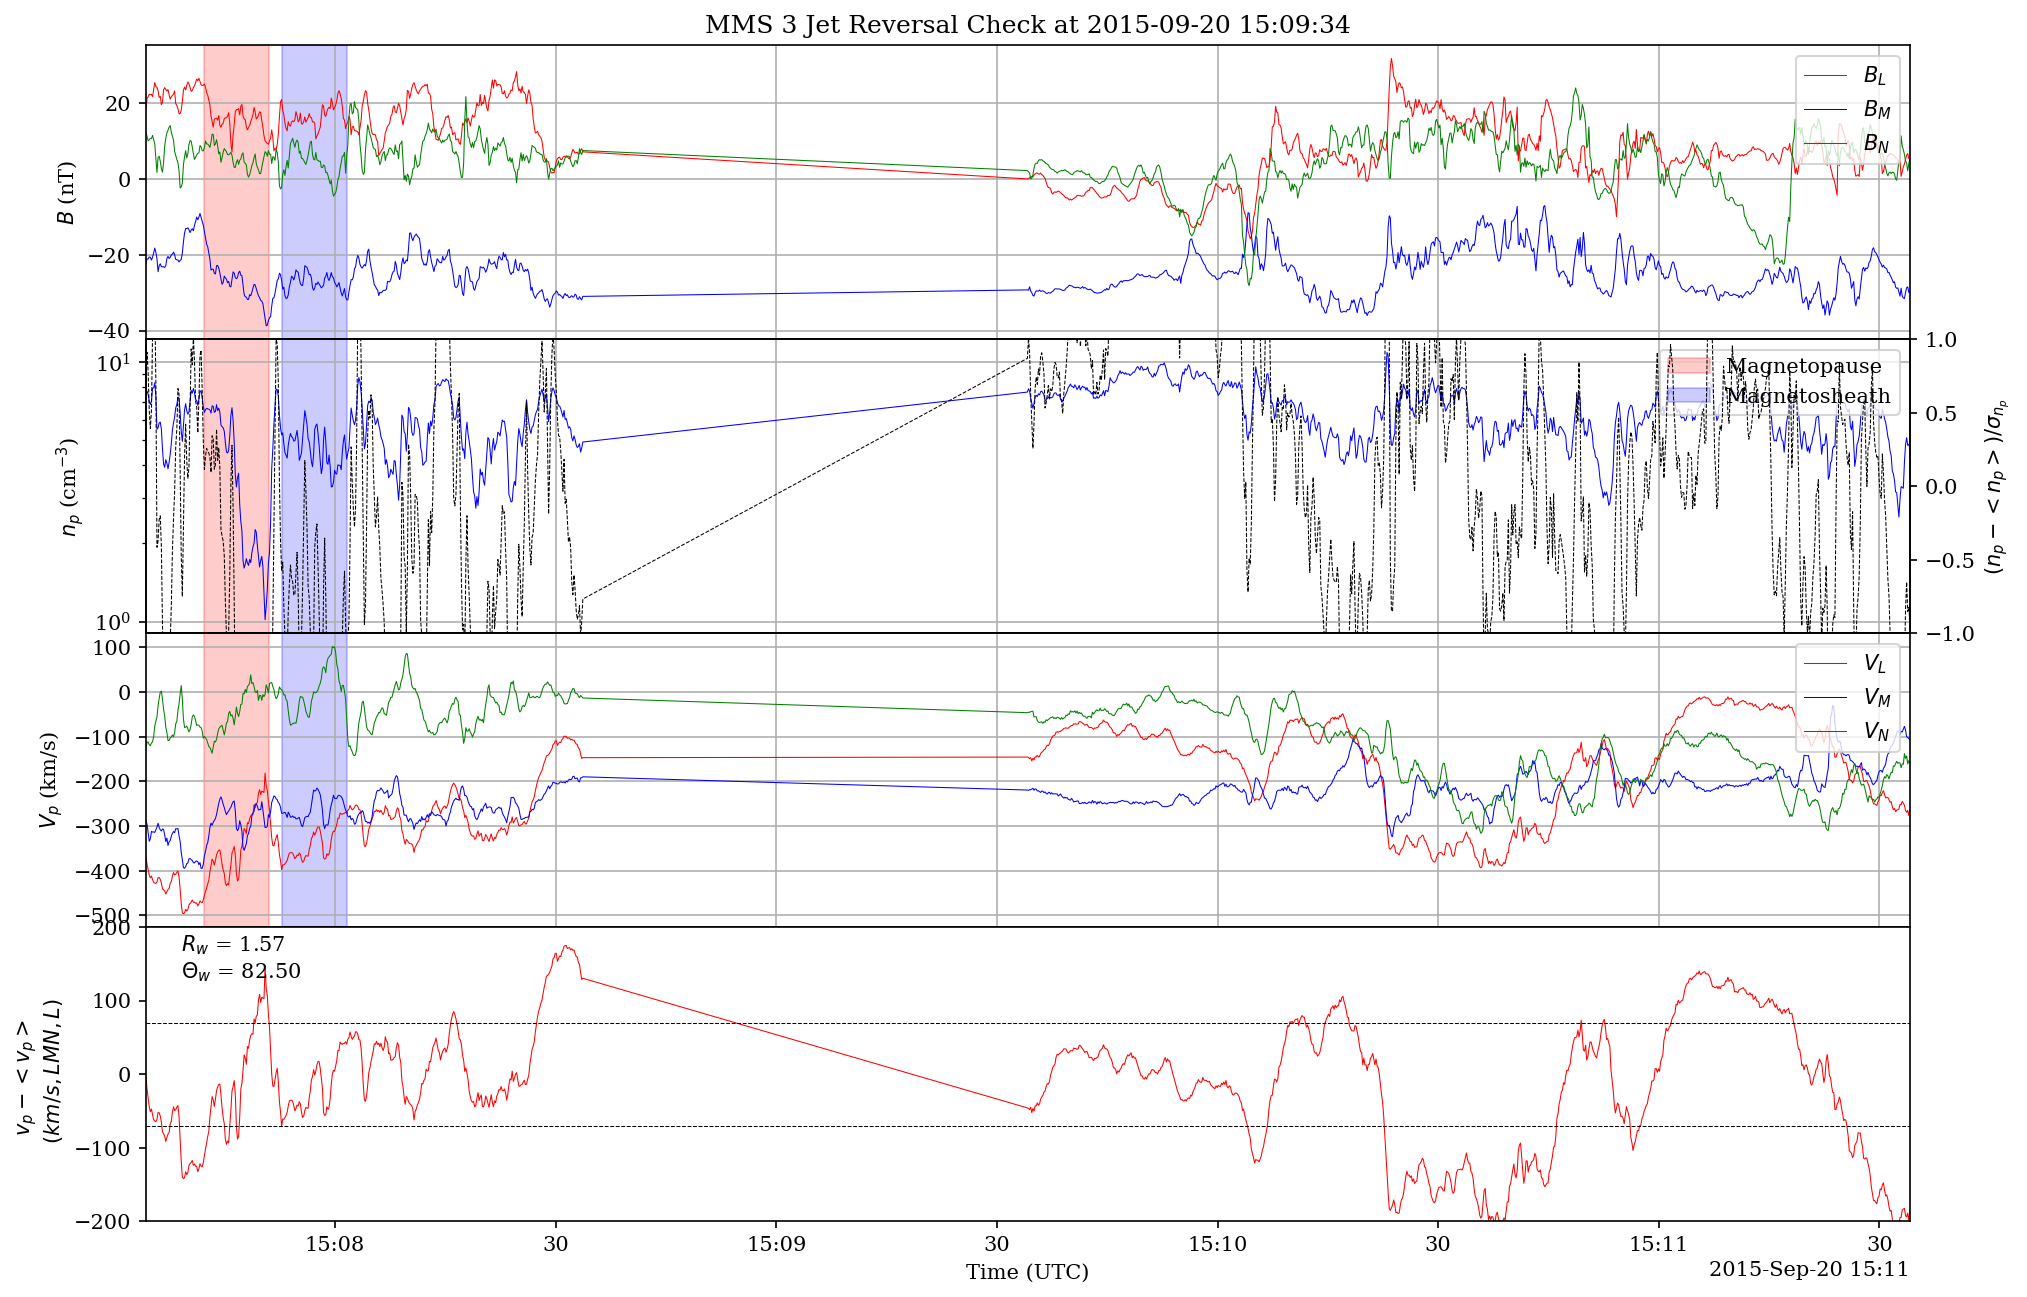 MMS 3 Jet Reversal Check at 2015-09-20 15:09:34
B (nT)
20
0
−20
−40
B_L
B_M
B_N
n_p (cm^{−3})
10^1
10^0
Magnetopause
Magnetosheath
1.0
0.5
0.0
−0.5
−1.0
(n_p − < n_p >)/σ_{n_p}
V_p (km/s)
100
0
−100
−200
−300
−400
−500
V_L
V_M
V_N
v_p − < v_p >
(km/s, LMN, L)
200
100
0
−100
−200
R_w = 1.57
Θ_w = 82.50
15:08
30
15:09
30
15:10
30
15:11
30
Time (UTC)
2015-Sep-20 15:11